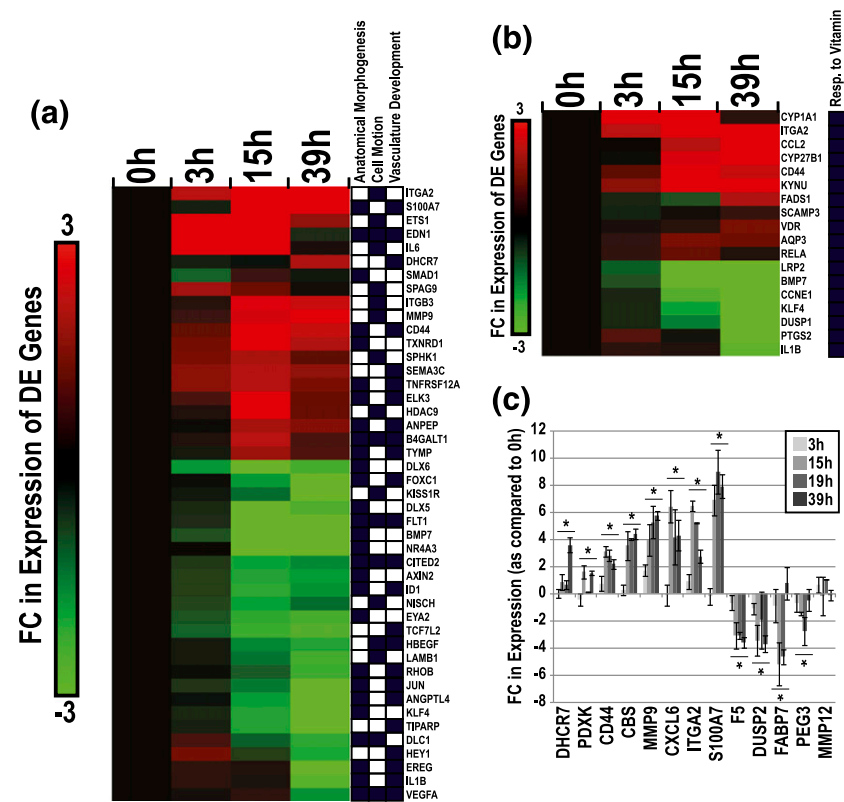 (a)
FC in Expression of DE Genes
3
-3
0h
3h
15h
39h
Anatomical Morphogenesis
Cell Motion
Vasculature Development
ITGA2
S100A7
ETS1
EDN1
IL6
DHCR7
SMAD1
SPAG9
ITGB3
MMP9
CD44
TXNRD1
SPHK1
SEMA3C
TNFRSF12A
ELK3
HDAC9
ANPEP
B4GALT1
TYMP
DLX6
FOXC1
KISS1R
DLX5
FLT1
BMP7
NR4A3
CITED2
AXIN2
ID1
NISCH
EYA2
TCF7L2
HBEGF
LAMB1
RHOB
JUN
ANGPTL4
KLF4
TIPARP
DLC1
HEY1
EREG
IL1B
VEGFA
(b)
FC in Expression of DE Genes
3
-3
0h
3h
15h
39h
Resp. to Vitamin
CYP1A1
ITGA2
CCL2
CYP27B1
CD44
KYNU
FADS1
SCAMP3
VDR
AQP3
RELA
LRP2
BMP7
CCNE1
KLF4
DUSP1
PTGS2
IL1B
(c)
FC in Expression (as compared to 0h)
12
10
8
6
4
2
0
-2
-4
-6
-8
3h
15h
19h
39h
*
*
*
*
*
*
*
*
*
*
*
*
DHCR7
PDXK
CD44
CBS
MMP9
CXCL6
ITGA2
S100A7
F5
DUSP2
FABP7
PEG3
MMP12